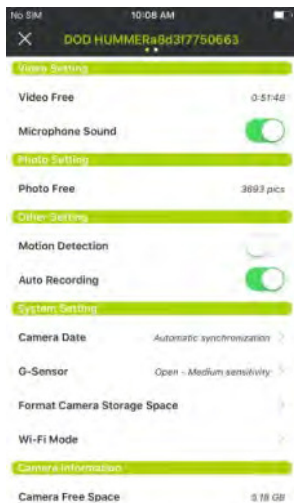 No SIM 10:08 AM
DOD HUMMERa8d3f7750663
Video Setting
Video Free 0:51:48
Microphone Sound
Photo Setting
Photo Free 3693 pics
Other Setting
Motion Detection
Auto Recording
System Setting
Camera Date Automatic synchronization
G-Sensor Open - Medium sensitivity
Format Camera Storage Space
Wi-Fi Mode
Camera Information
Camera Free Space 5.18 GB